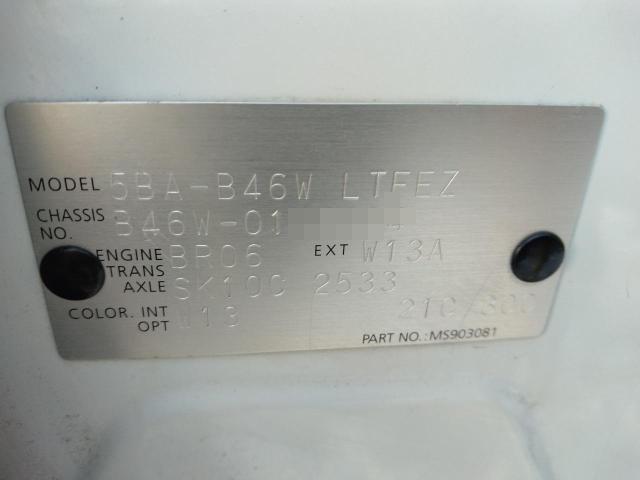 MODEL 5BA-B46W LTFEZ
CHASSIS NO. B46W-01
ENGINE BR06 EXT W13A
TRANS AXLE SK10C 2533
COLOR. INT OPT W13 21C/300
PART NO.: MS903081